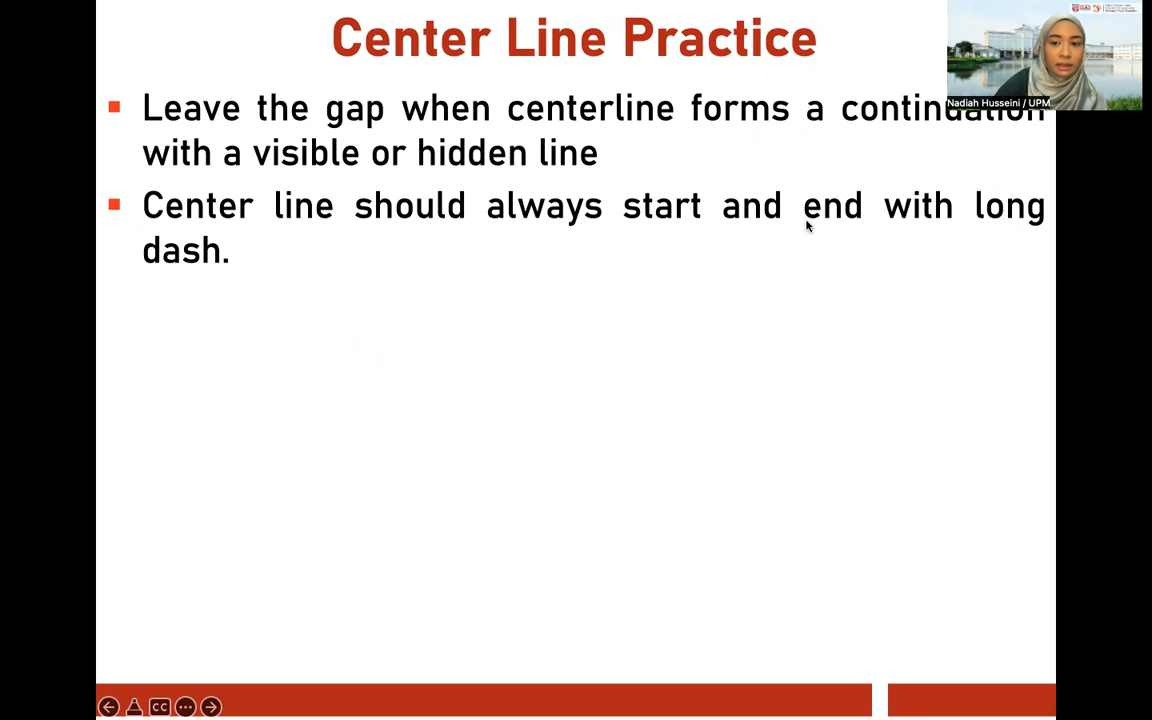 Center Line Practice
Leave the gap when centerline forms a continuation
with a visible or hidden line
Center line should always start and end with long
dash.
Nadiah Husseini / UPM
CC